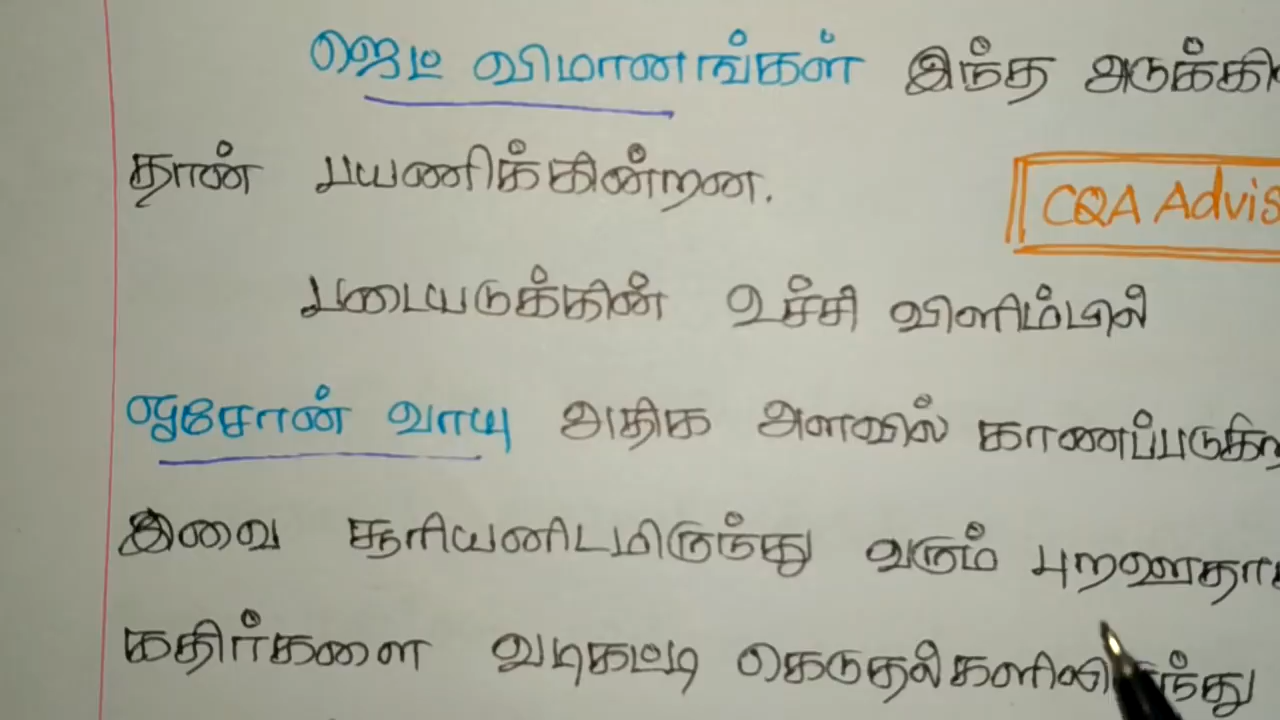 ஜெட் விமானங்கள் இந்த அடுக்கி
தான் பயணிக்கின்றன.
CQA Advis
படையடுக்கின் உச்சி விளிம்பில்
ஓசோன் வாயு அதிக அளவில் காணப்படுகிற
இவை சூரியனிடமிருந்து வரும் புறஊதா
கதிர்களை வடிகட்டி கெடுதல்களிலிருந்து